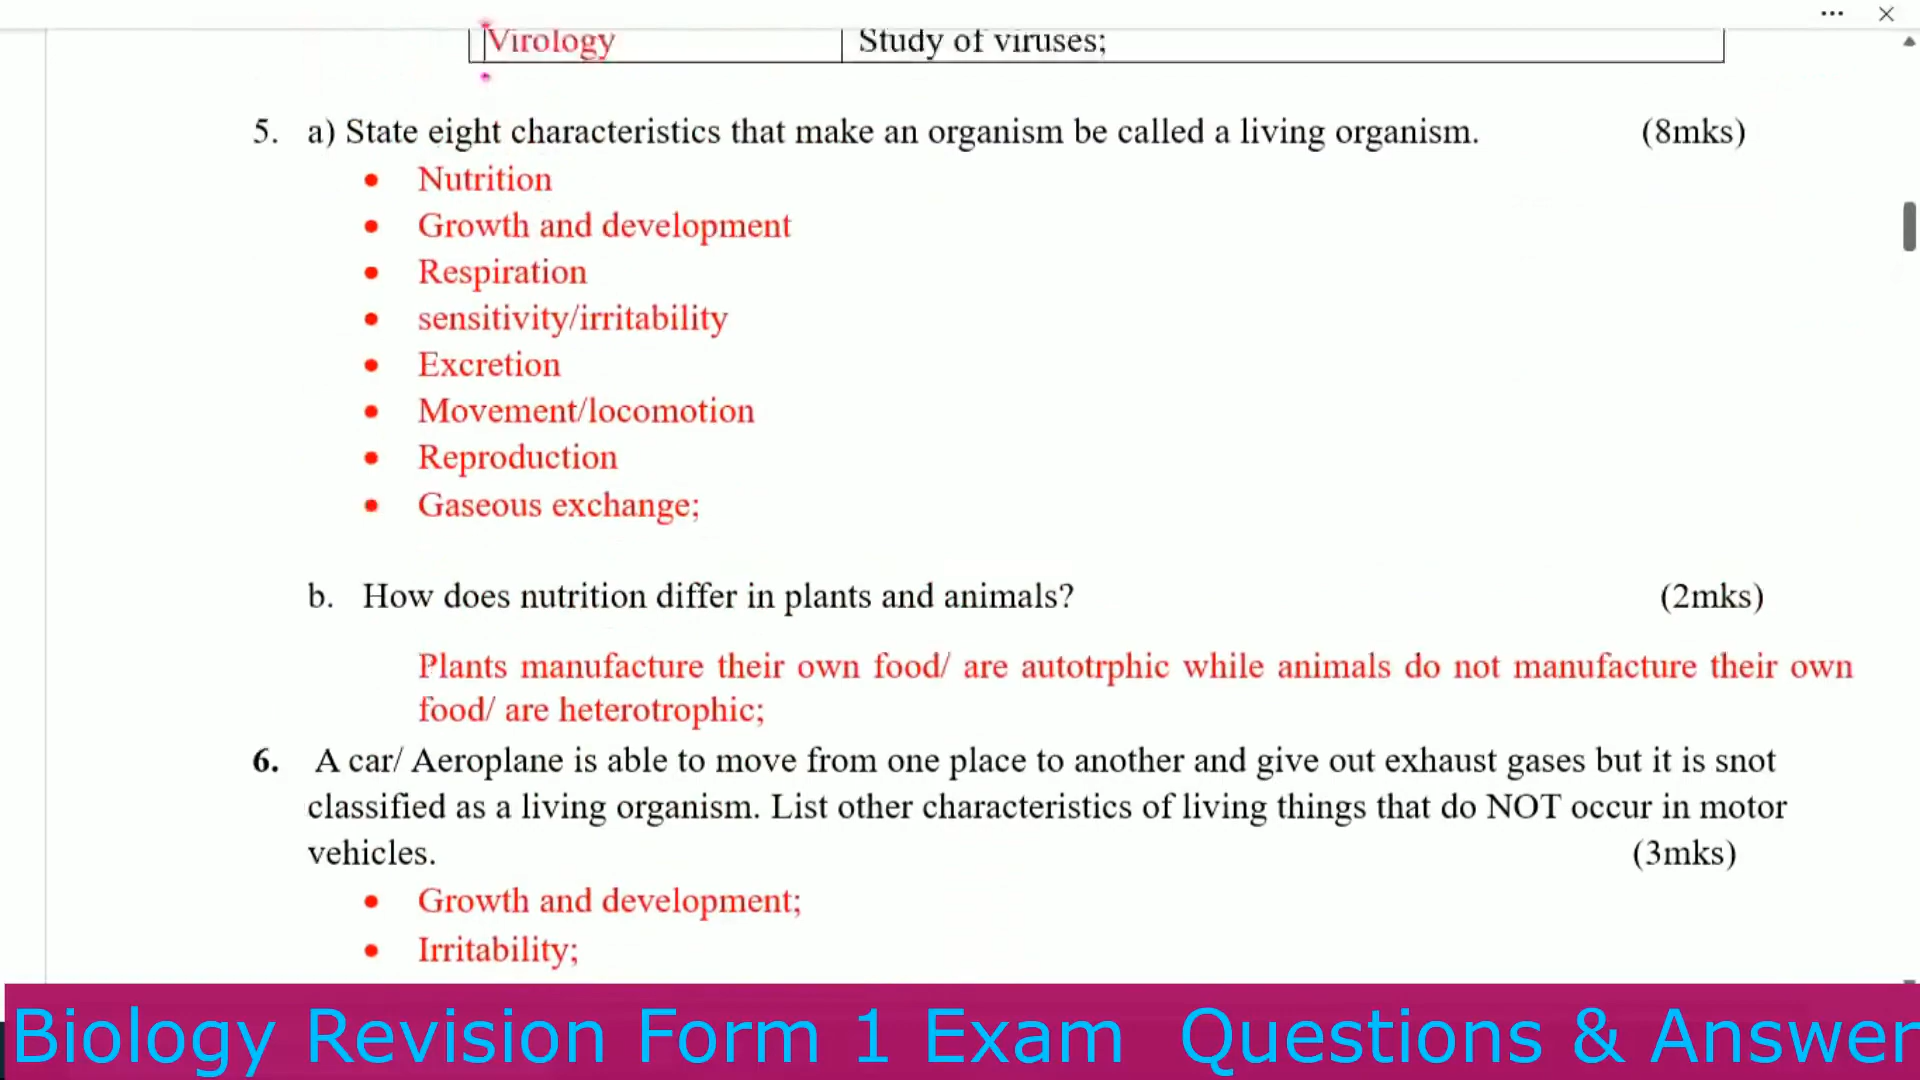 Virology Study of viruses;
5. a) State eight characteristics that make an organism be called a living organism. (8mks)
• Nutrition
• Growth and development
• Respiration
• sensitivity/irritability
• Excretion
• Movement/locomotion
• Reproduction
• Gaseous exchange;
b. How does nutrition differ in plants and animals? (2mks)
Plants manufacture their own food/ are autotrphic while animals do not manufacture their own
food/ are heterotrophic;
6. A car/ Aeroplane is able to move from one place to another and give out exhaust gases but it is snot
classified as a living organism. List other characteristics of living things that do NOT occur in motor
vehicles. (3mks)
• Growth and development;
• Irritability;
Biology Revision Form 1 Exam Questions & Answer